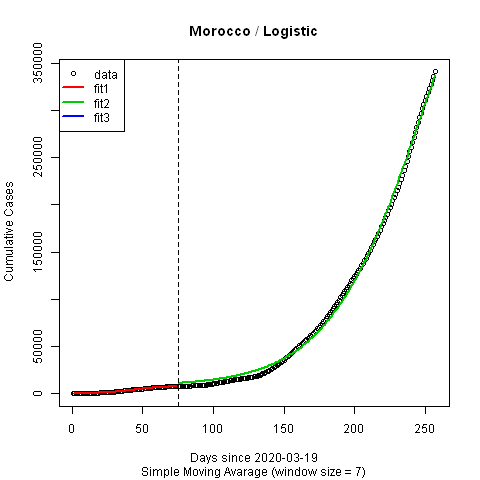 Morocco / Logistic
data
fit1
fit2
fit3
Cumulative Cases
0
50000
150000
250000
350000
0
50
100
150
200
250
Days since 2020-03-19
Simple Moving Avarage (window size = 7)